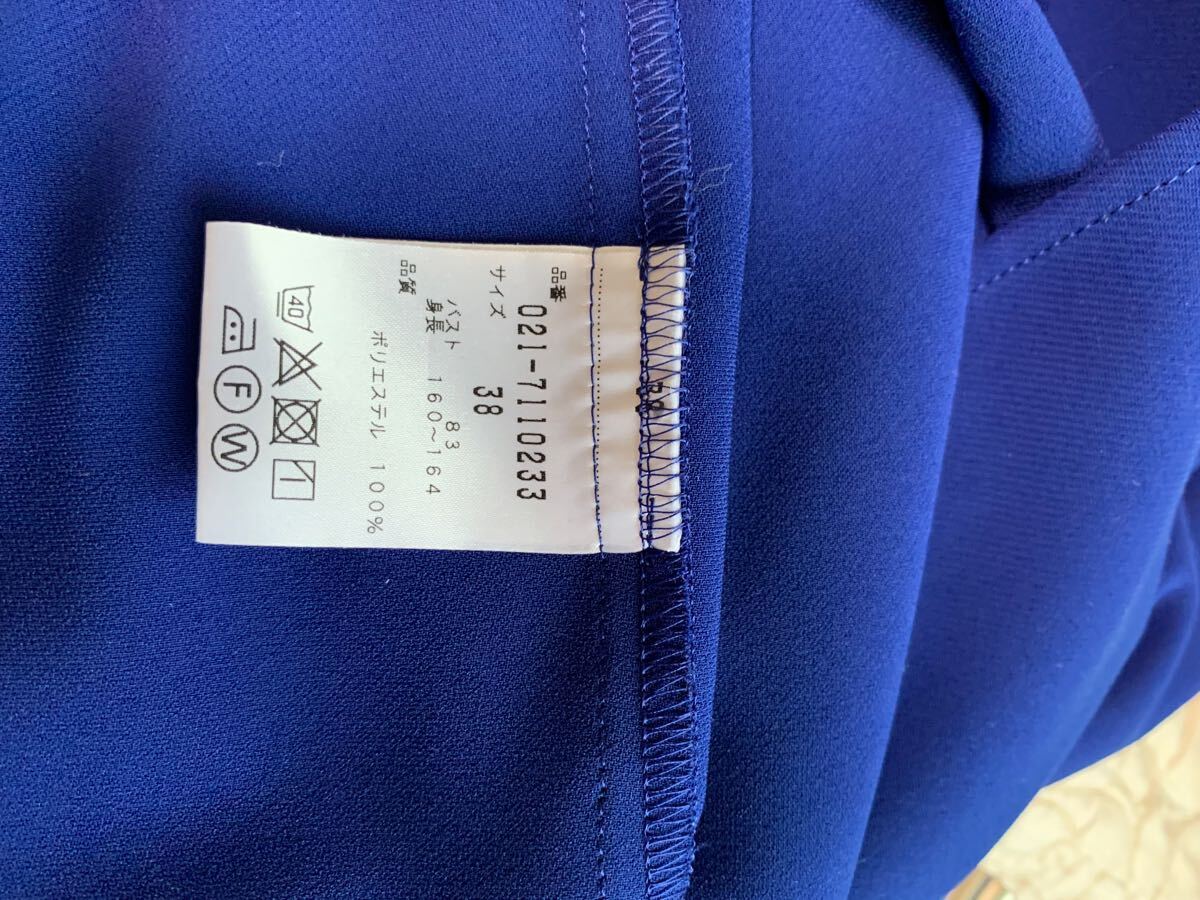 品番
021-7110233
サイズ
38
バスト 83
身長 160~164
品質
ポリエステル 100%
40
F W